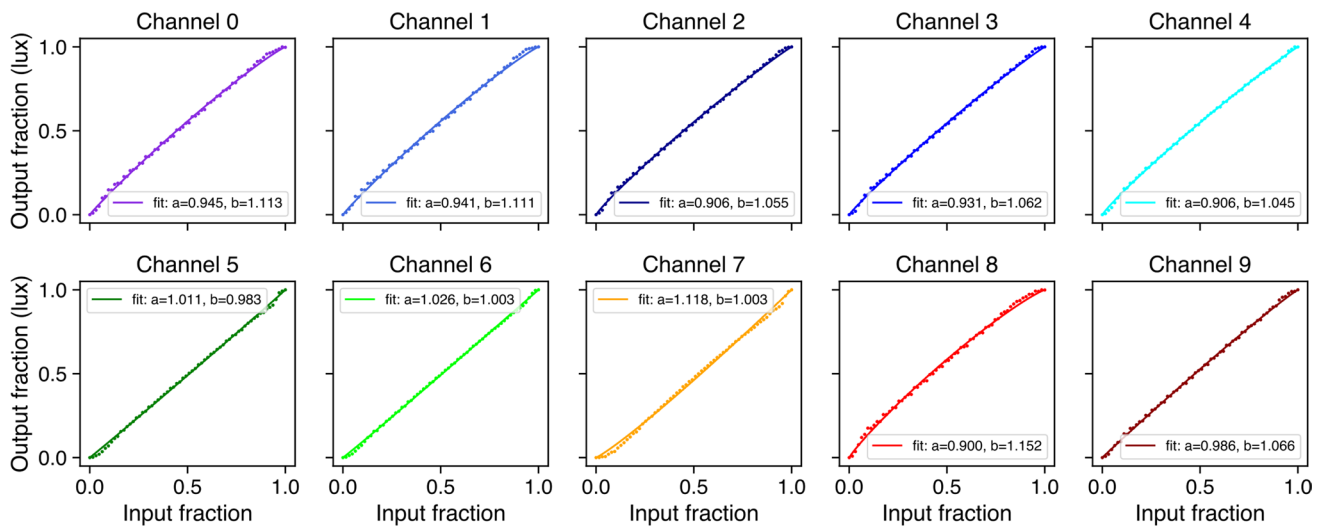 Channel 0
Channel 1
Channel 2
Channel 3
Channel 4
Output fraction (lux)
1.0
0.5
0.0
fit: a=0.945, b=1.113
fit: a=0.941, b=1.111
fit: a=0.906, b=1.055
fit: a=0.931, b=1.062
fit: a=0.906, b=1.045
Channel 5
Channel 6
Channel 7
Channel 8
Channel 9
Output fraction (lux)
1.0
0.5
0.0
fit: a=1.011, b=0.983
fit: a=1.026, b=1.003
fit: a=1.118, b=1.003
fit: a=0.900, b=1.152
fit: a=0.986, b=1.066
0.0 0.5 1.0
0.0 0.5 1.0
0.0 0.5 1.0
0.0 0.5 1.0
0.0 0.5 1.0
Input fraction
Input fraction
Input fraction
Input fraction
Input fraction